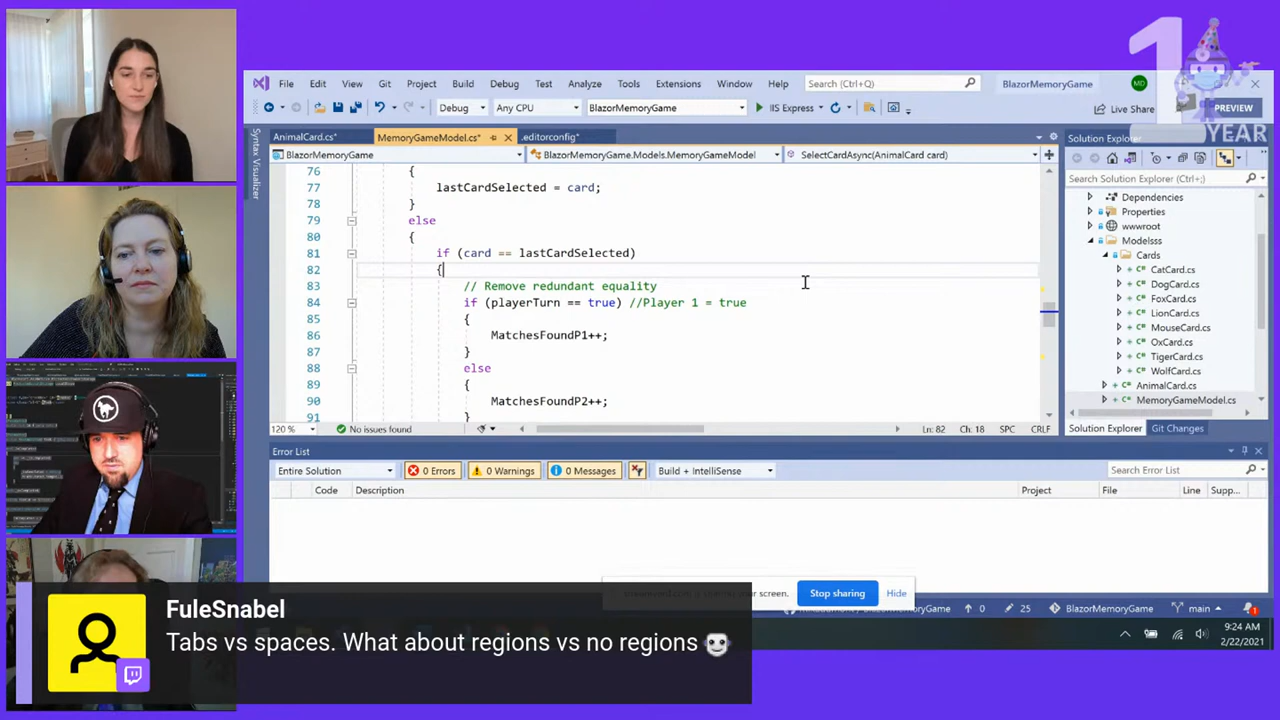 1
YEAR
File Edit View Git Project Build Debug Test Analyze Tools Extensions Window Help Search (Ctrl+Q) BlazorMemoryGame MD
Debug Any CPU BlazorMemoryGame IIS Express Live Share PREVIEW
AnimalCard.cs* MemoryGameModel.cs* .editorconfig* Solution Explorer
BlazorMemoryGame BlazorMemoryGame.Models.MemoryGameModel SelectCardAsync(AnimalCard card)
Syntax Visualizer
Search Solution Explorer (Ctrl+;)
76 {
77 lastCardSelected = card;
78 }
79 else
80 {
81 if (card == lastCardSelected)
82 {
83 // Remove redundant equality
84 if (playerTurn == true) //Player 1 = true
85 {
86 MatchesFoundP1++;
87 }
88 else
89 {
90 MatchesFoundP2++;
91 }
Dependencies
Properties
wwwroot
Modelsss
Cards
CatCard.cs
DogCard.cs
FoxCard.cs
LionCard.cs
MouseCard.cs
OxCard.cs
TigerCard.cs
WolfCard.cs
AnimalCard.cs
MemoryGameModel.cs
120 % No issues found Ln: 82 Ch: 18 SPC CRLF
Solution Explorer Git Changes
Error List
Entire Solution 0 Errors 0 Warnings 0 Messages Build + IntelliSense Search Error List
Code Description Project File Line Supp...
your screen. Stop sharing Hide
0 25 BlazorMemoryGame main 1
9:24 AM
2/22/2021
FuleSnabel
Tabs vs spaces. What about regions vs no regions